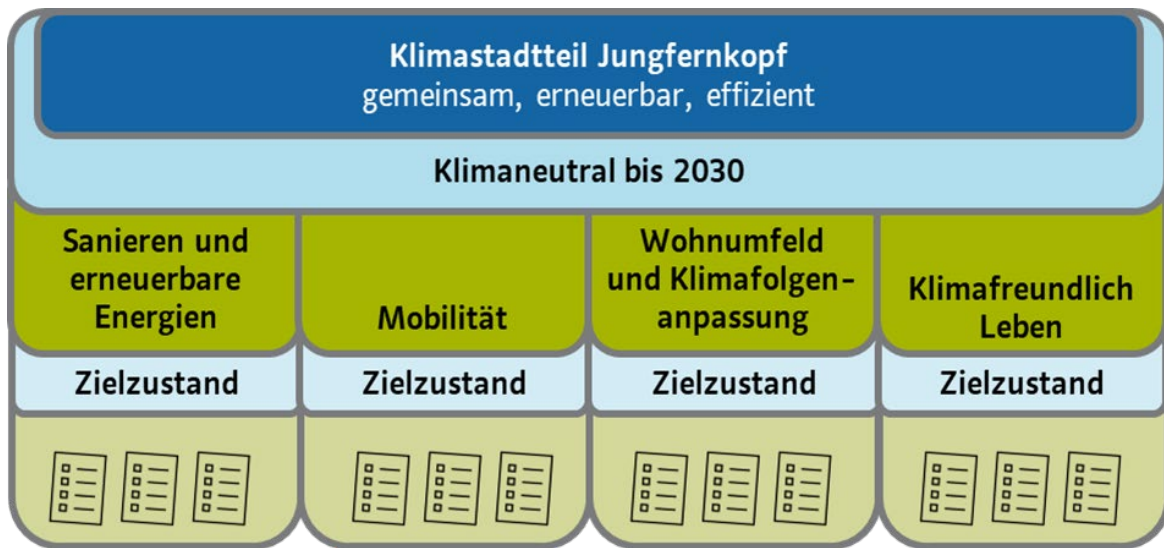 Klimastadtteil Jungfernkopf
gemeinsam, erneuerbar, effizient
Klimaneutral bis 2030
Sanieren und
erneuerbare
Energien
Mobilität
Wohnumfeld
und Klimafolgen-
anpassung
Klimafreundlich
Leben
Zielzustand
Zielzustand
Zielzustand
Zielzustand